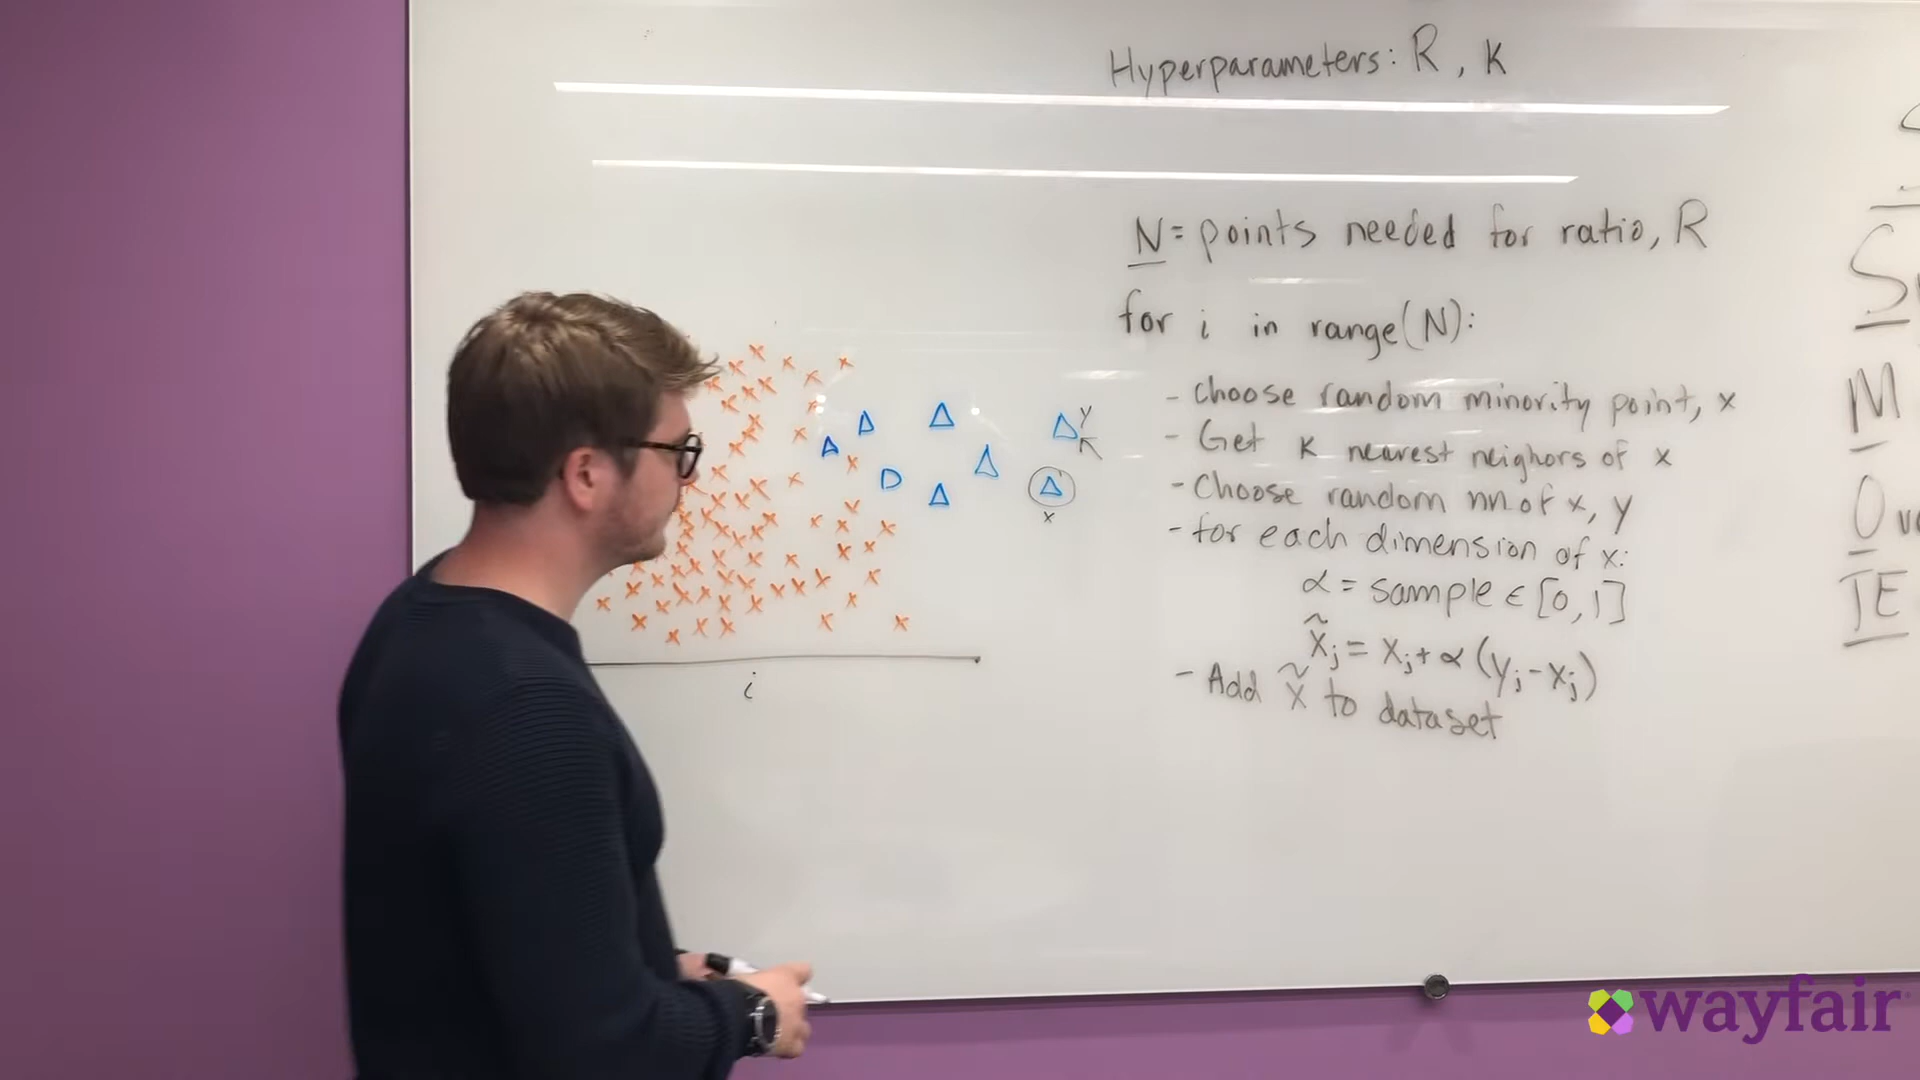 Hyperparameters: R, K
N = points needed for ratio, R
for i in range(N):
- Choose random minority point, x
- Get K nearest neighors of x
- Choose random nn of x, y
- for each dimension of x:
α = sample ∈ [0,1]
x̃j = xj + α (yj - xj)
- Add x̃ to dataset
y
K
x
i
S
M
O
TE
wayfair